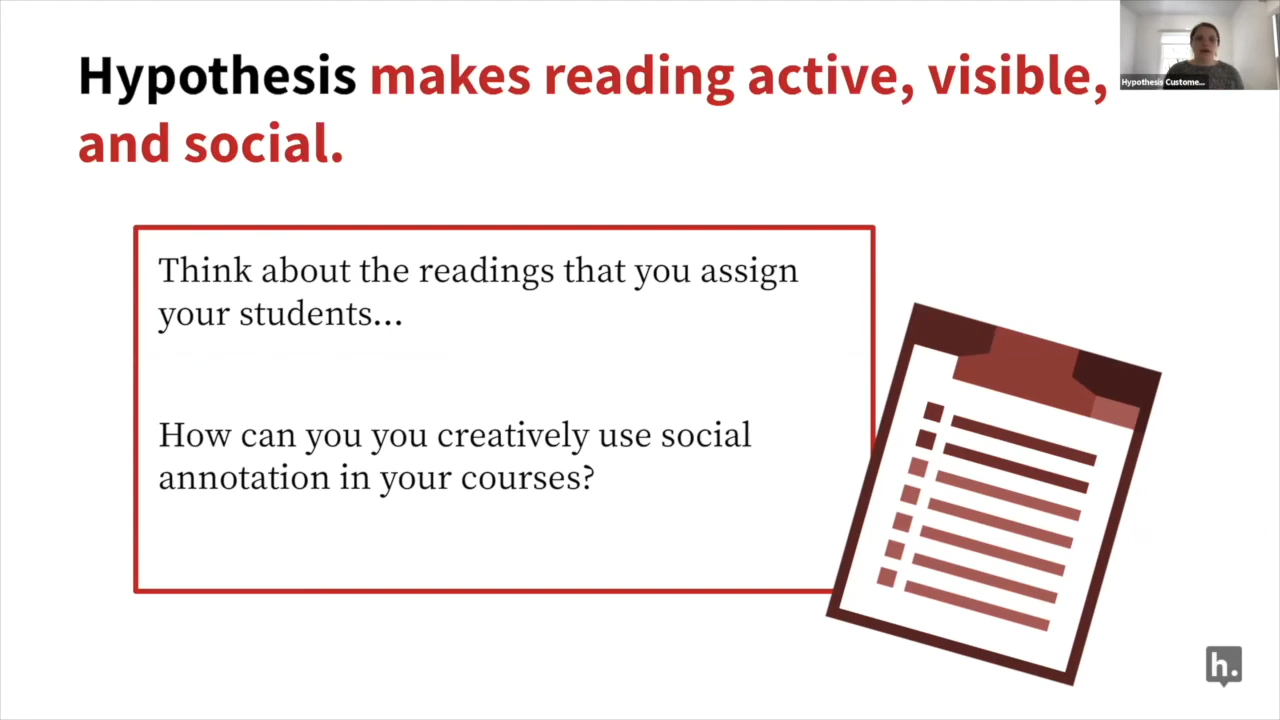 Hypothesis makes reading active, visible,
and social.
Hypothesis Custome...
Think about the readings that you assign
your students...
How can you you creatively use social
annotation in your courses?
h.